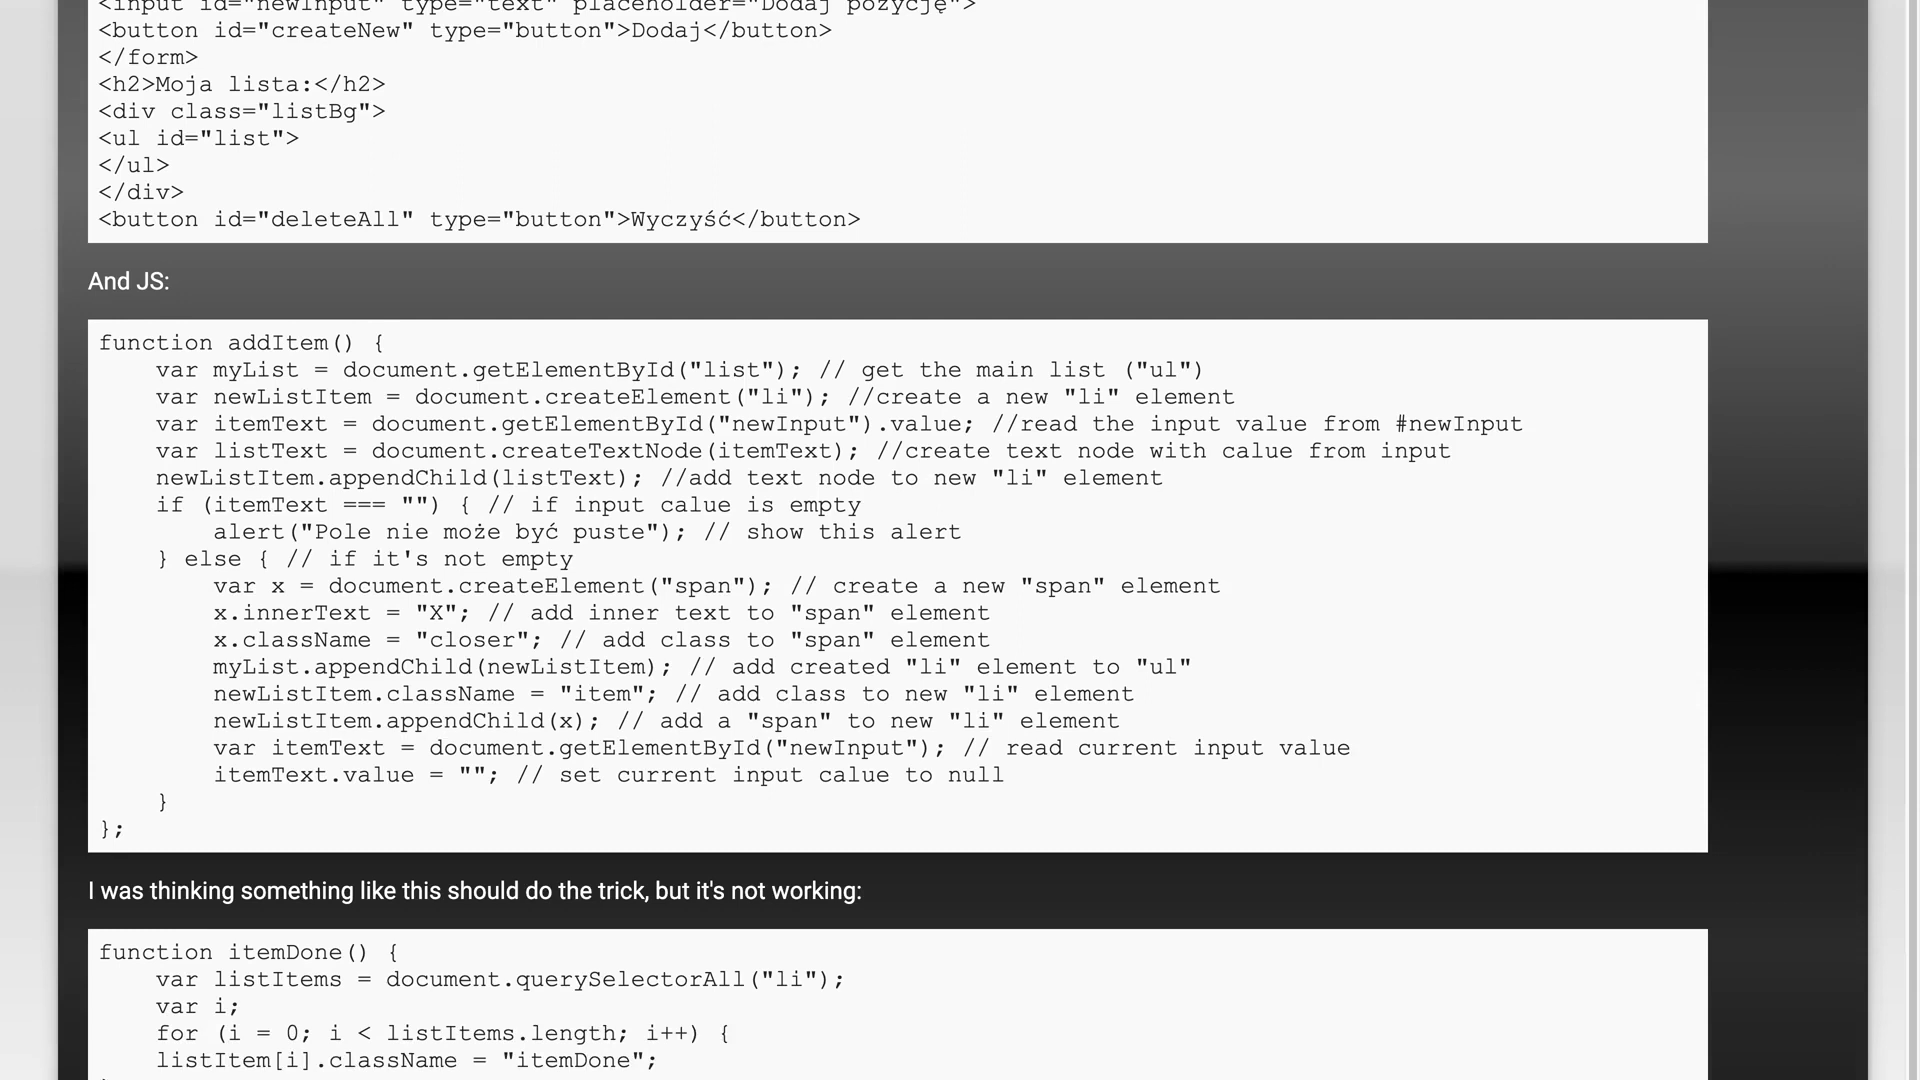 <input id="newInput" type="text" placeholder="Dodaj pozycję">
<button id="createNew" type="button">Dodaj</button>
</form>
<h2>Moja lista:</h2>
<div class="listBg">
<ul id="list">
</ul>
</div>
<button id="deleteAll" type="button">Wyczyść</button>
And JS:
function addItem() {
    var myList = document.getElementById("list"); // get the main list ("ul")
    var newListItem = document.createElement("li"); //create a new "li" element
    var itemText = document.getElementById("newInput").value; //read the input value from #newInput
    var listText = document.createTextNode(itemText); //create text node with calue from input
    newListItem.appendChild(listText); //add text node to new "li" element
    if (itemText === "") { // if input calue is empty
        alert("Pole nie może być puste"); // show this alert
    } else { // if it's not empty
        var x = document.createElement("span"); // create a new "span" element
        x.innerText = "X"; // add inner text to "span" element
        x.className = "closer"; // add class to "span" element
        myList.appendChild(newListItem); // add created "li" element to "ul"
        newListItem.className = "item"; // add class to new "li" element
        newListItem.appendChild(x); // add a "span" to new "li" element
        var itemText = document.getElementById("newInput"); // read current input value
        itemText.value = ""; // set current input calue to null
    }
};
I was thinking something like this should do the trick, but it's not working:
function itemDone() {
    var listItems = document.querySelectorAll("li");
    var i;
    for (i = 0; i < listItems.length; i++) {
    listItem[i].className = "itemDone";